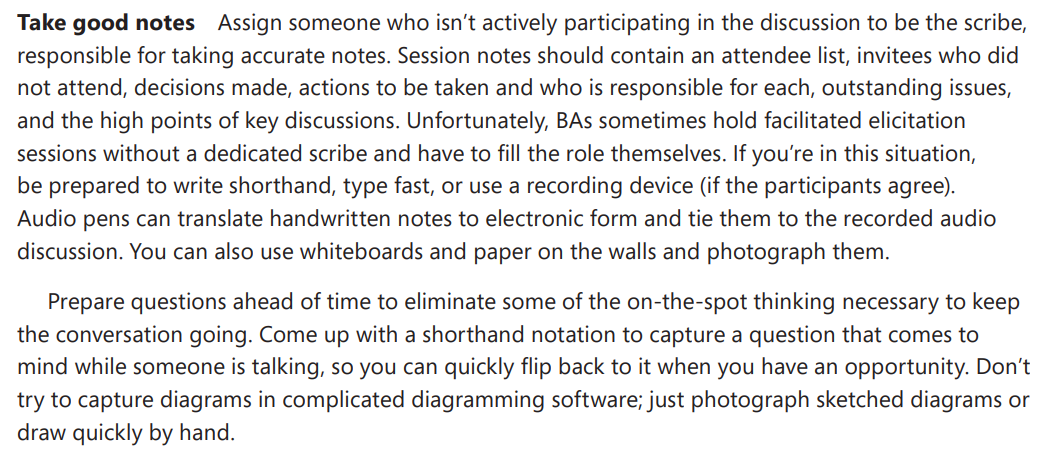 Take good notes Assign someone who isn’t actively participating in the discussion to be the scribe,
responsible for taking accurate notes. Session notes should contain an attendee list, invitees who did
not attend, decisions made, actions to be taken and who is responsible for each, outstanding issues,
and the high points of key discussions. Unfortunately, BAs sometimes hold facilitated elicitation
sessions without a dedicated scribe and have to fill the role themselves. If you’re in this situation,
be prepared to write shorthand, type fast, or use a recording device (if the participants agree).
Audio pens can translate handwritten notes to electronic form and tie them to the recorded audio
discussion. You can also use whiteboards and paper on the walls and photograph them.
Prepare questions ahead of time to eliminate some of the on-the-spot thinking necessary to keep
the conversation going. Come up with a shorthand notation to capture a question that comes to
mind while someone is talking, so you can quickly flip back to it when you have an opportunity. Don’t
try to capture diagrams in complicated diagramming software; just photograph sketched diagrams or
draw quickly by hand.